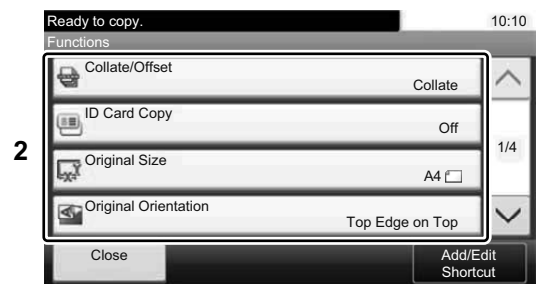 Ready to copy. 10:10
Functions
Collate/Offset
Collate
ID Card Copy
Off
2
1/4
Original Size
A4
Original Orientation
Top Edge on Top
Close
Add/Edit
Shortcut